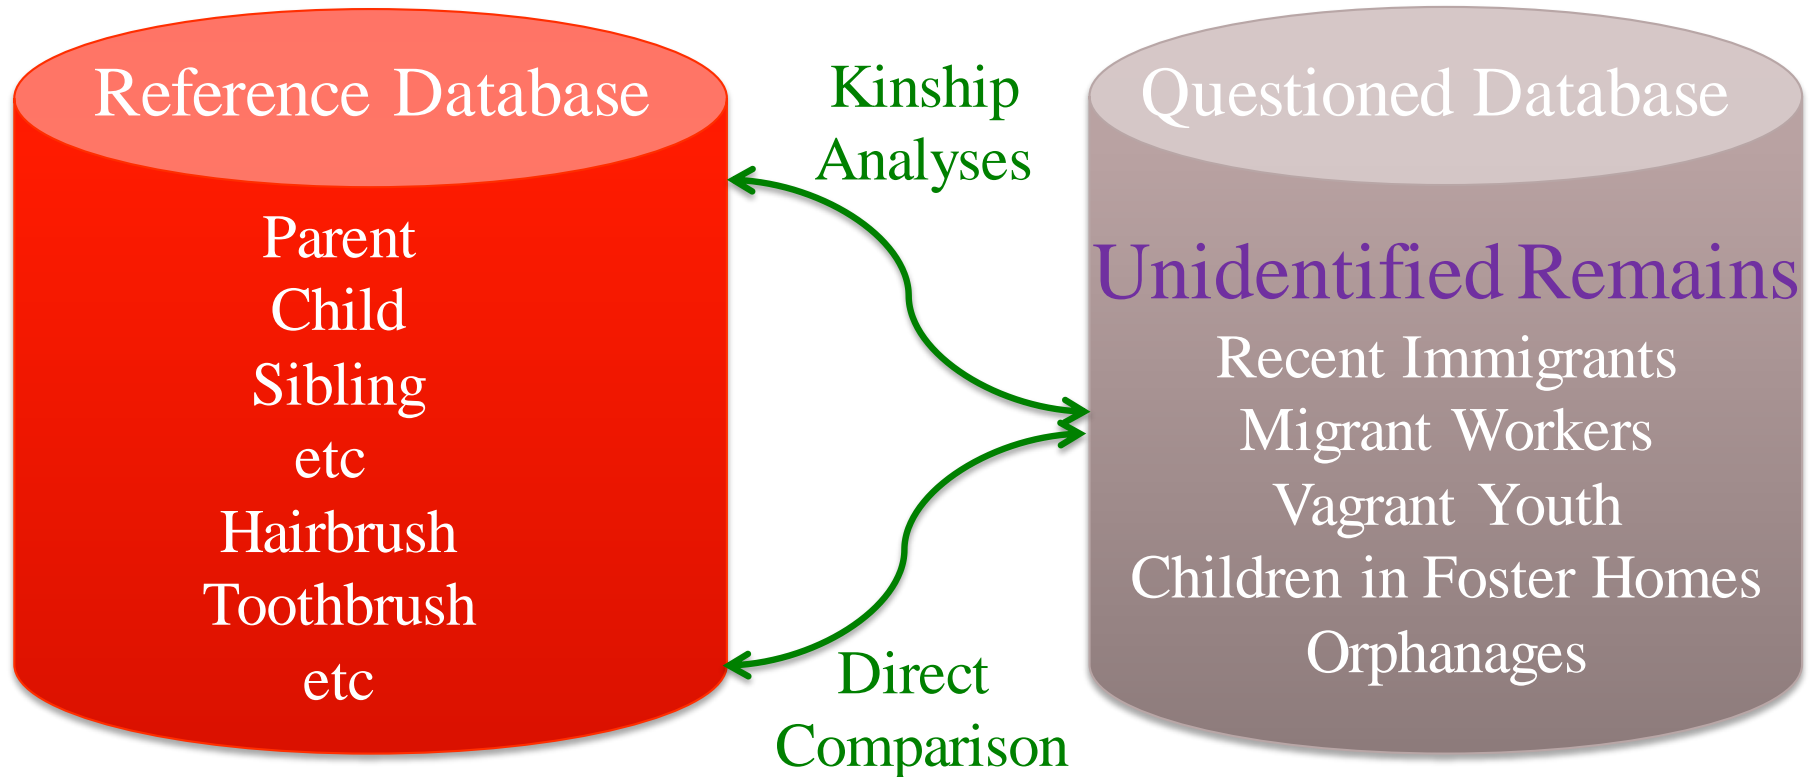 Reference Database
Parent
Child
Sibling
etc
Hairbrush
Toothbrush
etc
Kinship
Analyses
Direct
Comparison
Questioned Database
Unidentified Remains
Recent Immigrants
Migrant Workers
Vagrant Youth
Children in Foster Homes
Orphanages